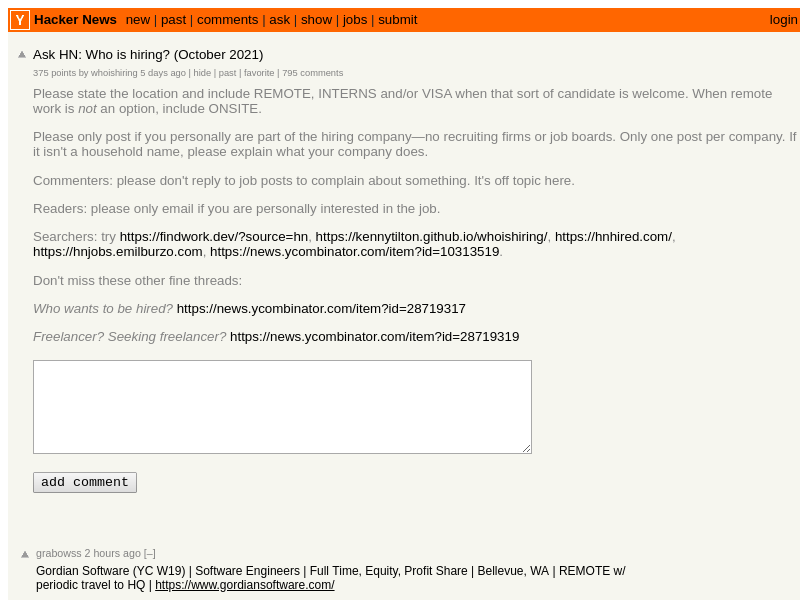 Y Hacker News new | past | comments | ask | show | jobs | submit login
Ask HN: Who is hiring? (October 2021)
375 points by whoishiring 5 days ago | hide | past | favorite | 795 comments
Please state the location and include REMOTE, INTERNS and/or VISA when that sort of candidate is welcome. When remote
work is not an option, include ONSITE.
Please only post if you personally are part of the hiring company—no recruiting firms or job boards. Only one post per company. If
it isn't a household name, please explain what your company does.
Commenters: please don't reply to job posts to complain about something. It's off topic here.
Readers: please only email if you are personally interested in the job.
Searchers: try https://findwork.dev/?source=hn, https://kennytilton.github.io/whoishiring/, https://hnhired.com/,
https://hnjobs.emilburzo.com, https://news.ycombinator.com/item?id=10313519.
Don't miss these other fine threads:
Who wants to be hired? https://news.ycombinator.com/item?id=28719317
Freelancer? Seeking freelancer? https://news.ycombinator.com/item?id=28719319
add comment
grabowss 2 hours ago [–]
Gordian Software (YC W19) | Software Engineers | Full Time, Equity, Profit Share | Bellevue, WA | REMOTE w/
periodic travel to HQ | https://www.gordiansoftware.com/